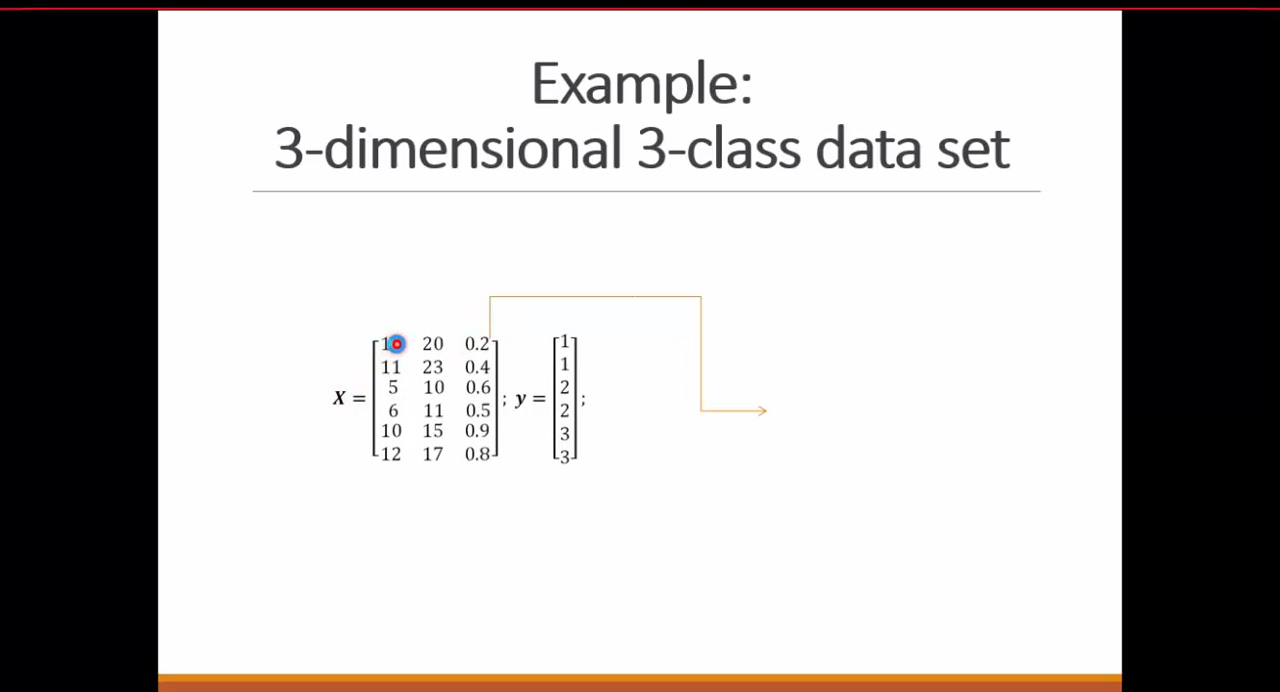 Example:
3-dimensional 3-class data set
20 0.2 1
11 23 0.4 1
5 10 0.6 2
X = 6 11 0.5 ; y = 2 ;
10 15 0.9 3
12 17 0.8 3